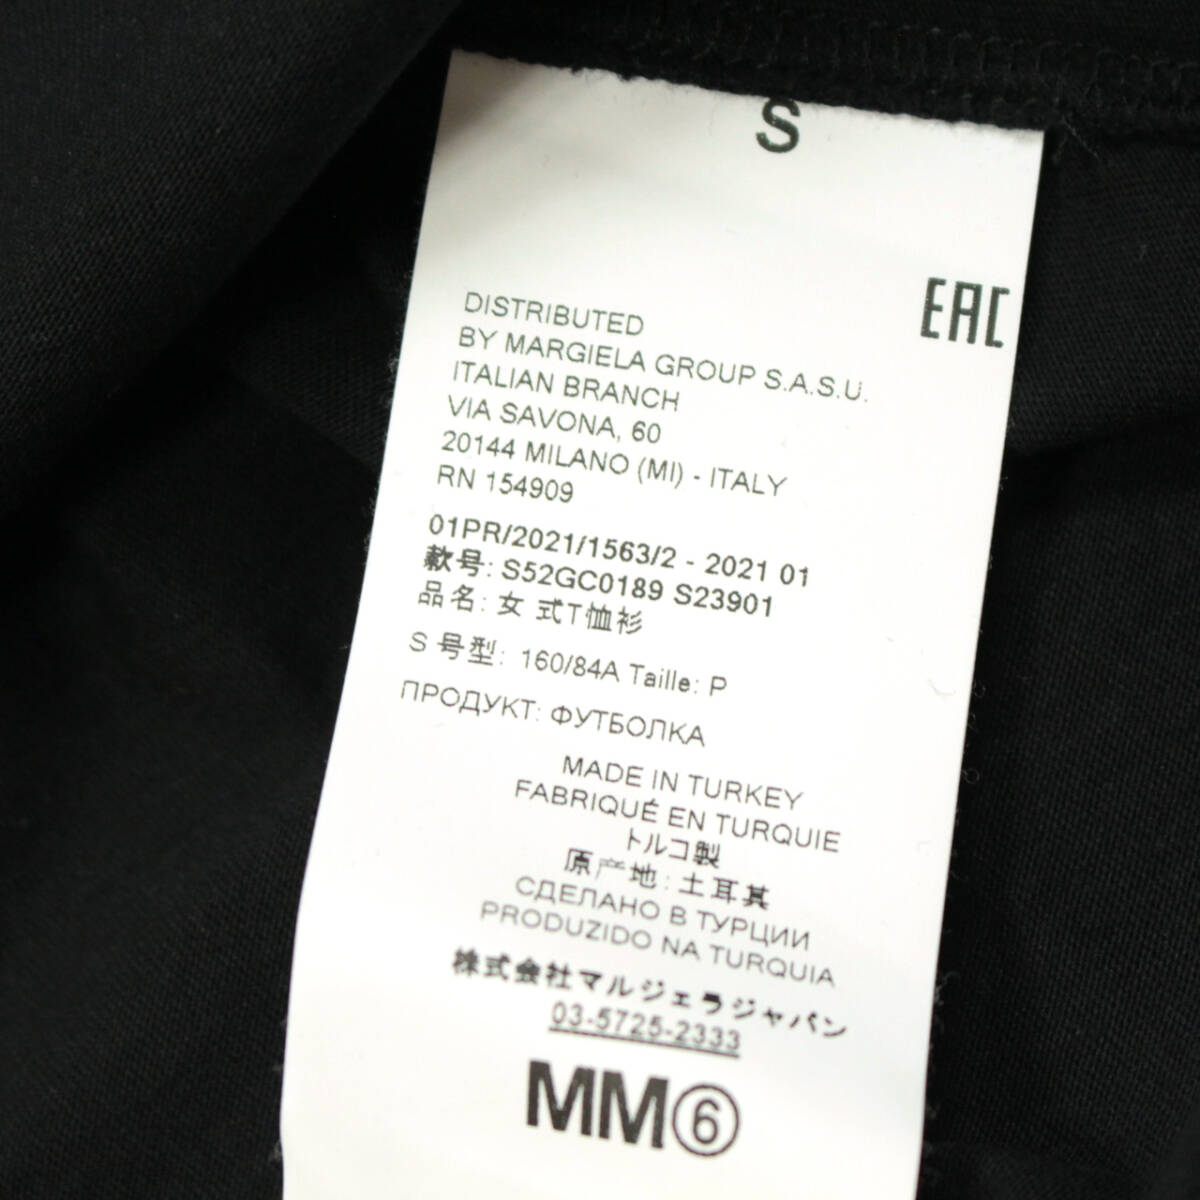 S
EAC
DISTRIBUTED
BY MARGIELA GROUP S.A.S.U.
ITALIAN BRANCH
VIA SAVONA, 60
20144 MILANO (MI) - ITALY
RN 154909
01PR/2021/1563/2 - 2021 01
款号: S52GC0189 S23901
品名: 女 式T恤衫
S 号型: 160/84A Taille: P
ПРОДУКТ: ФУТБОЛКА
MADE IN TURKEY
FABRIQUÉ EN TURQUIE
トルコ製
原产地: 土耳其
СДЕЛАНО В ТУРЦИИ
PRODUZIDO NA TURQUIA
株式会社マルジェラジャパン
03-5725-2333
MM⑥